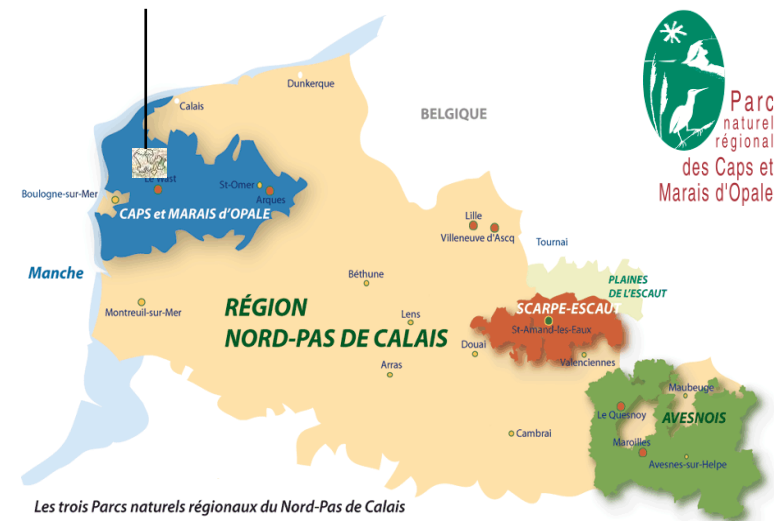 Dunkerque
Calais
BELGIQUE
Parc
naturel
régional
des Caps et
Marais d'Opale
Le Wast
St-Omer
Arques
Boulogne-sur-Mer
CAPS et MARAIS d'OPALE
Lille
Villeneuve d'Ascq
Tournai
Manche
Béthune
PLAINES
DE L'ESCAUT
Montreuil-sur-Mer
RÉGION
NORD-PAS DE CALAIS
Lens
SCARPE-ESCAUT
St-Amand-les-Eaux
Douai
Valenciennes
Arras
Maubeuge
Le Quesnoy
AVESNOIS
Cambrai
Maroilles
Avesnes-sur-Helpe
Les trois Parcs naturels régionaux du Nord-Pas de Calais